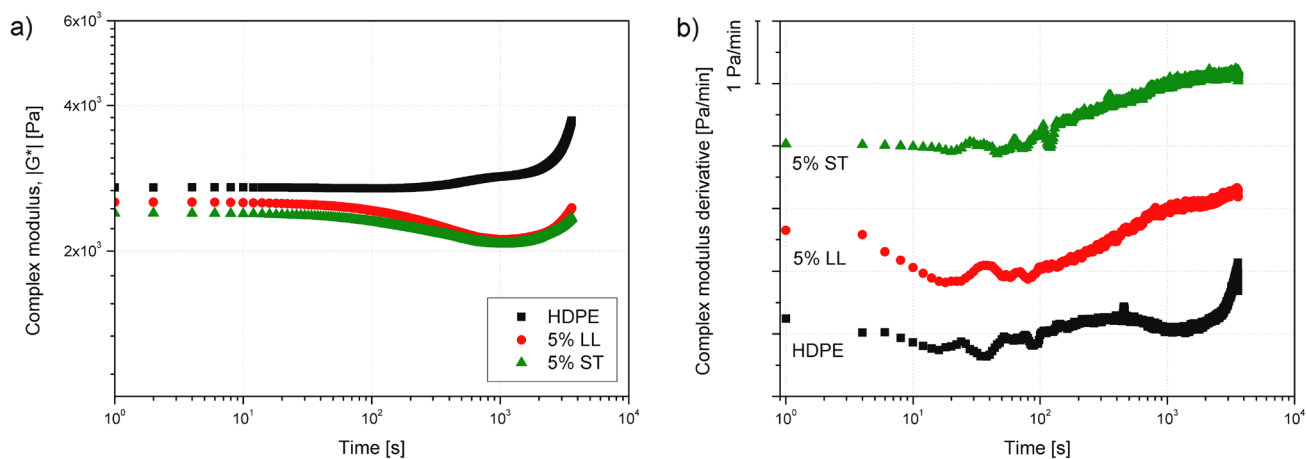 a)
Complex modulus, |G*| [Pa]
6x10³
4x10³
2x10³
HDPE
5% LL
5% ST
10⁰
10¹
10²
10³
10⁴
Time [s]
b)
Complex modulus derivative [Pa/min]
1 Pa/min
5% ST
5% LL
HDPE
10⁰
10¹
10²
10³
10⁴
Time [s]